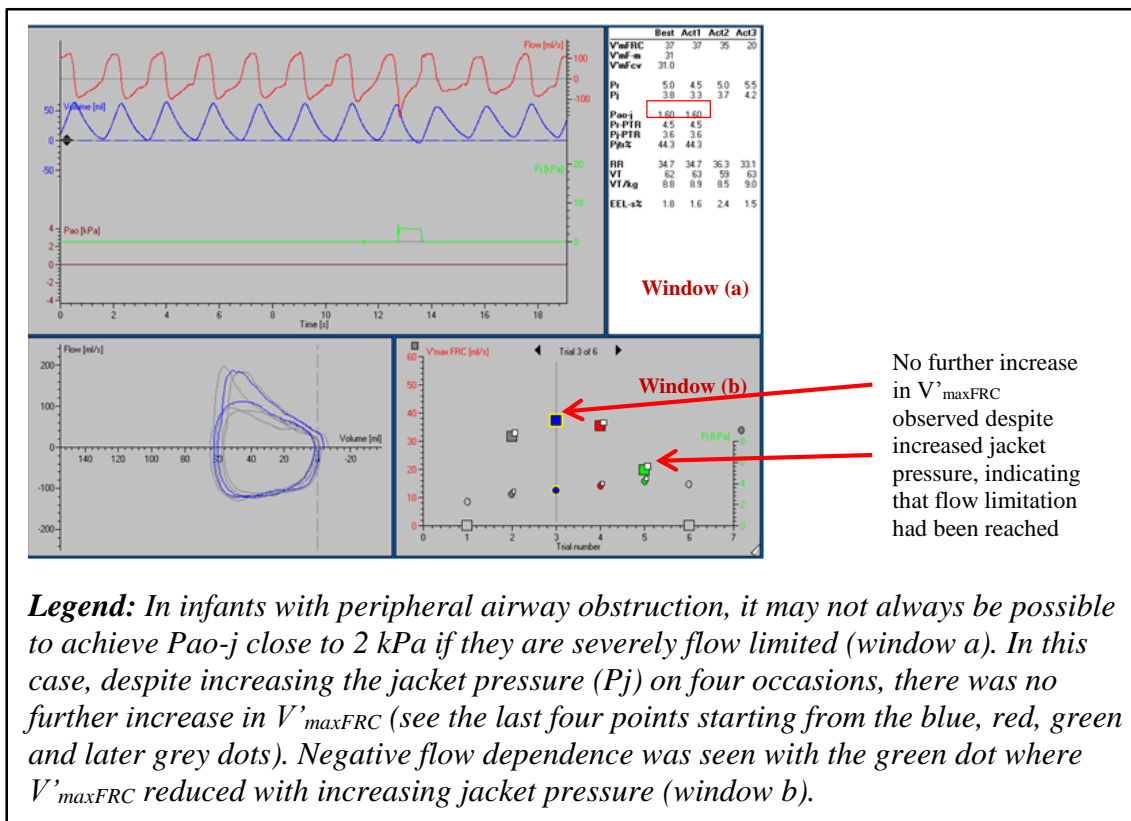 Best Act1 Act2 Act3
V'mFRC 37 37 35 20
V'mF-m 31
V'mFcv 31.0
Pr 5.0 4.5 5.0 5.5
Pj 3.8 3.3 3.7 4.2
Pao-j 1.60 1.60
Pr-PTR 4.5 4.5
Pj-PTR 3.6 3.6
Pjtr% 44.3 44.3
RR 34.7 34.7 36.3 33.1
VT 62 63 59 63
VT/kg 8.8 8.9 8.5 9.0
EEL-s% 1.8 1.6 2.4 1.5
Window (a)
Flow [ml/s]
100
0
-100
Volume [ml]
50
0
-50
Pj [kPa]
20
10
0
Pao [kPa]
4
2
0
-2
-4
0 2 4 6 8 10 12 14 16 18
Time [s]
Flow [ml/s]
200
100
0
-100
-200
Volume [ml]
140 120 100 80 60 40 20 -20
V'max FRC [ml/s]
Trial 3 of 6
Window (b)
60
50
40
30
20
10
0
Pj [kPa]
8
6
4
2
0
0 1 2 3 4 5 6 7
Trial number
No further increase
in V’maxFRC
observed despite
increased jacket
pressure, indicating
that flow limitation
had been reached
Legend: In infants with peripheral airway obstruction, it may not always be possible
to achieve Pao-j close to 2 kPa if they are severely flow limited (window a). In this
case, despite increasing the jacket pressure (Pj) on four occasions, there was no
further increase in V’maxFRC (see the last four points starting from the blue, red, green
and later grey dots). Negative flow dependence was seen with the green dot where
V’maxFRC reduced with increasing jacket pressure (window b).